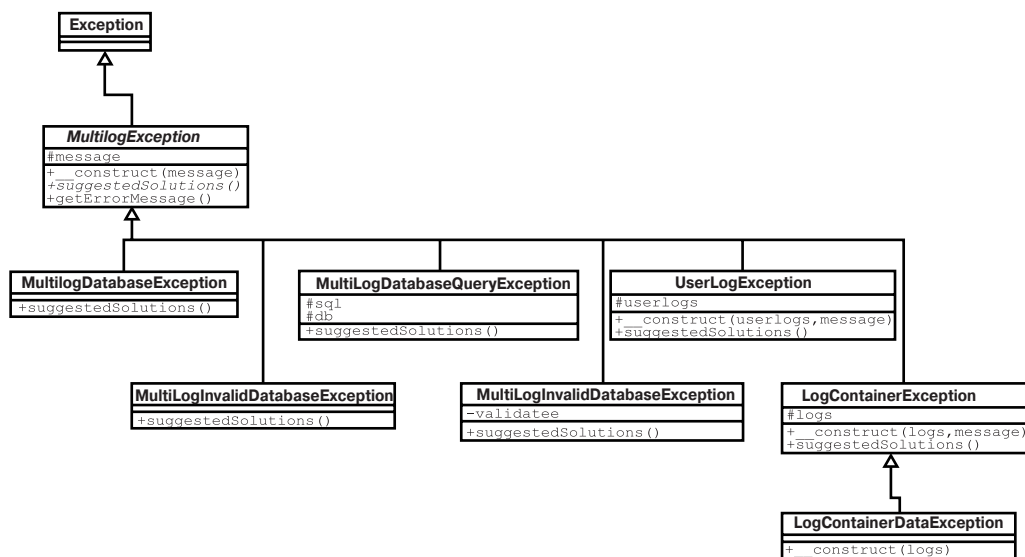 Exception
MultilogException
#message
+__construct(message)
+suggestedSolutions()
+getErrorMessage()
MultilogDatabaseException
+suggestedSolutions()
MultiLogDatabaseQueryException
#sql
#db
+suggestedSolutions()
UserLogException
#userlogs
+__construct(userlogs,message)
+suggestedSolutions()
MultiLogInvalidDatabaseException
+suggestedSolutions()
MultiLogInvalidDatabaseException
-validatee
+suggestedSolutions()
LogContainerException
#logs
+__construct(logs,message)
+suggestedSolutions()
LogContainerDataException
+__construct(logs)